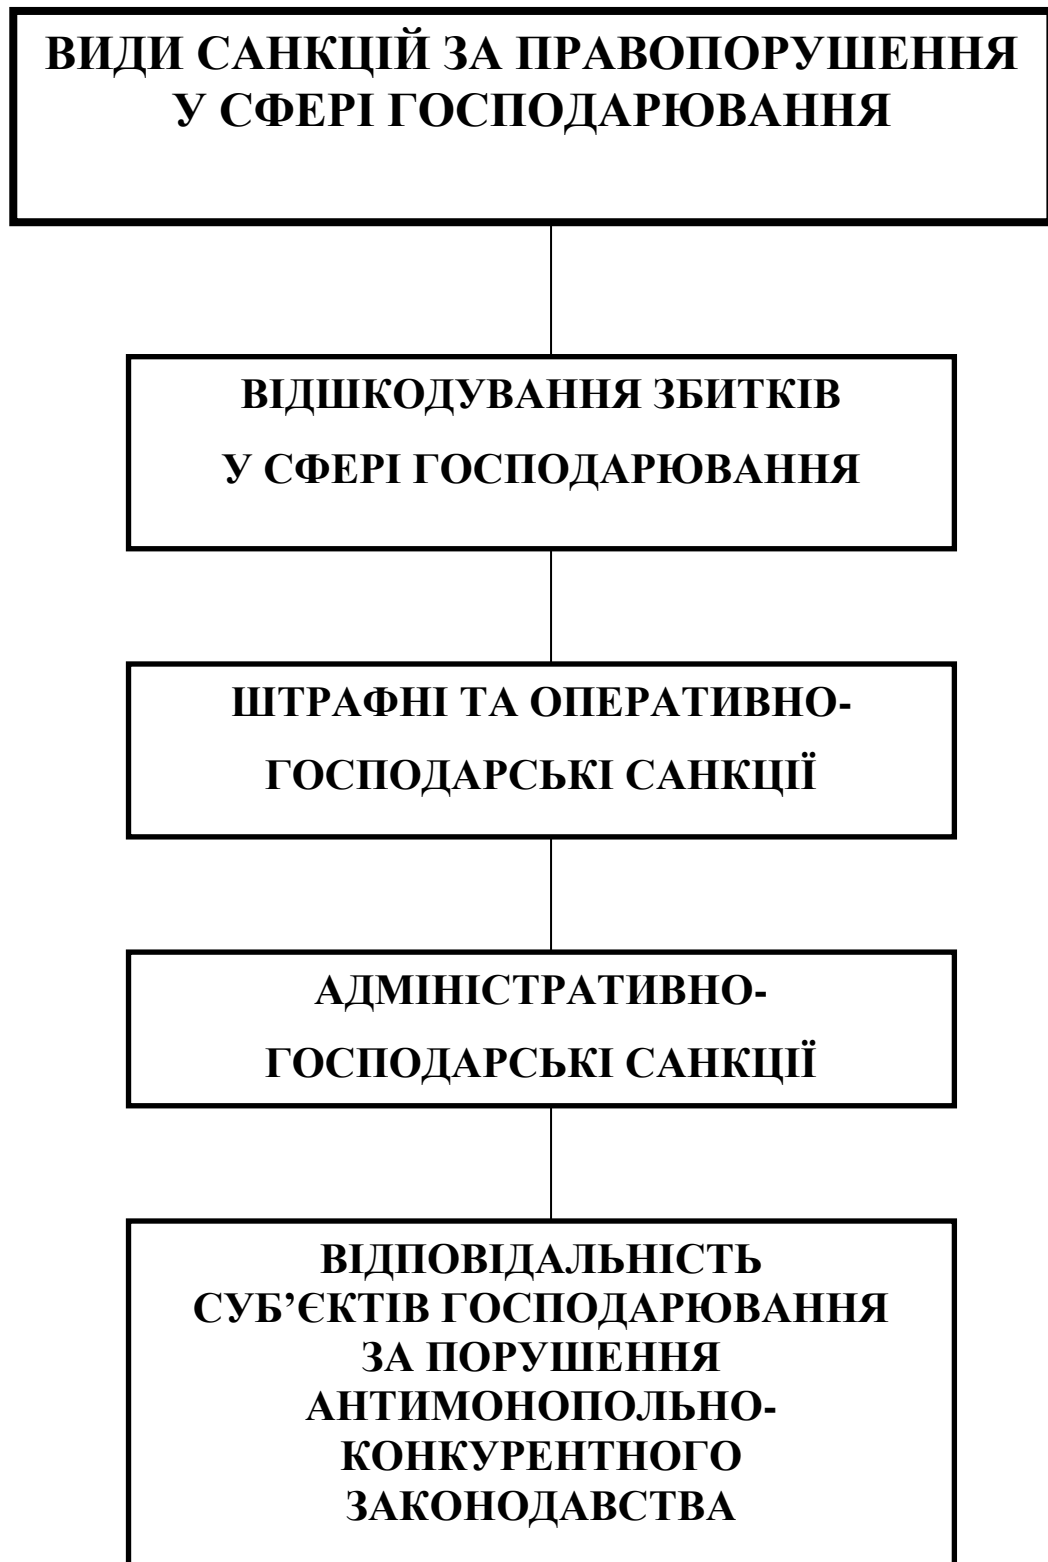 ВИДИ САНКЦІЙ ЗА ПРАВОПОРУШЕННЯ
У СФЕРІ ГОСПОДАРЮВАННЯ
ВІДШКОДУВАННЯ ЗБИТКІВ
У СФЕРІ ГОСПОДАРЮВАННЯ
ШТРАФНІ ТА ОПЕРАТИВНО-
ГОСПОДАРСЬКІ САНКЦІЇ
АДМІНІСТРАТИВНО-
ГОСПОДАРСЬКІ САНКЦІЇ
ВІДПОВІДАЛЬНІСТЬ
СУБ’ЄКТІВ ГОСПОДАРЮВАННЯ
ЗА ПОРУШЕННЯ
АНТИМОНОПОЛЬНО-
КОНКУРЕНТНОГО
ЗАКОНОДАВСТВА